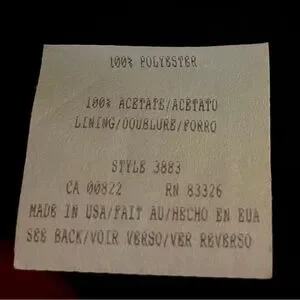 100% POLYESTER
100% ACETATE/ACETATO
LINING/DOUBLURE/FORRO
STYLE 3883
CA 00822 RN 83326
MADE IN USA/FAIT AU/HECHO EN EUA
SEE BACK/VOIR VERSO/VER REVERSO